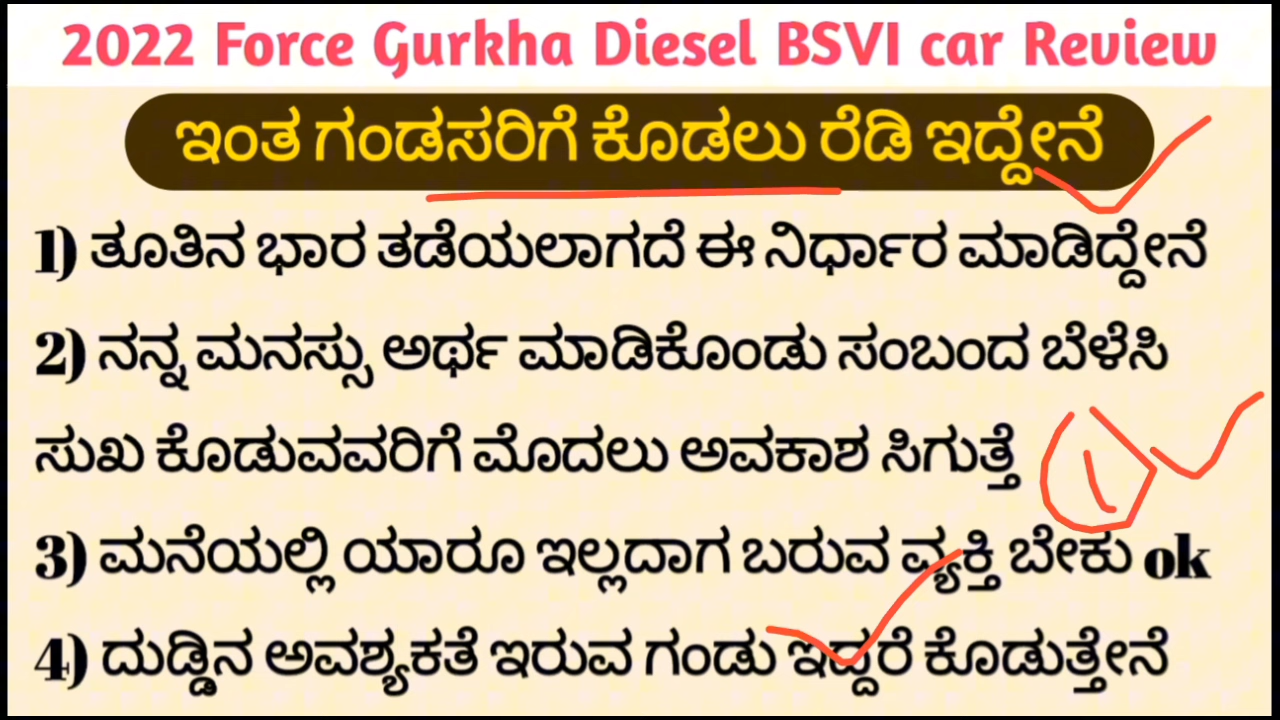 2022 Force Gurkha Diesel BSVI car Review
ಇಂತ ಗಂಡಸರಿಗೆ ಕೊಡಲು ರೆಡಿ ಇದ್ದೇನೆ
1) ತೂತಿನ ಭಾರ ತಡೆಯಲಾಗದೆ ಈ ನಿರ್ಧಾರ ಮಾಡಿದ್ದೇನೆ
2) ನನ್ನ ಮನಸ್ಸು ಅರ್ಥ ಮಾಡಿಕೊಂಡು ಸಂಬಂದ ಬೆಳೆಸಿ
ಸುಖ ಕೊಡುವವರಿಗೆ ಮೊದಲು ಅವಕಾಶ ಸಿಗುತ್ತೆ
3) ಮನೆಯಲ್ಲಿ ಯಾರೂ ಇಲ್ಲದಾಗ ಬರುವ ವ್ಯಕ್ತಿ ಬೇಕು ok
4) ದುಡ್ಡಿನ ಅವಶ್ಯಕತೆ ಇರುವ ಗಂಡು ಇದ್ದರೆ ಕೊಡುತ್ತೇನೆ